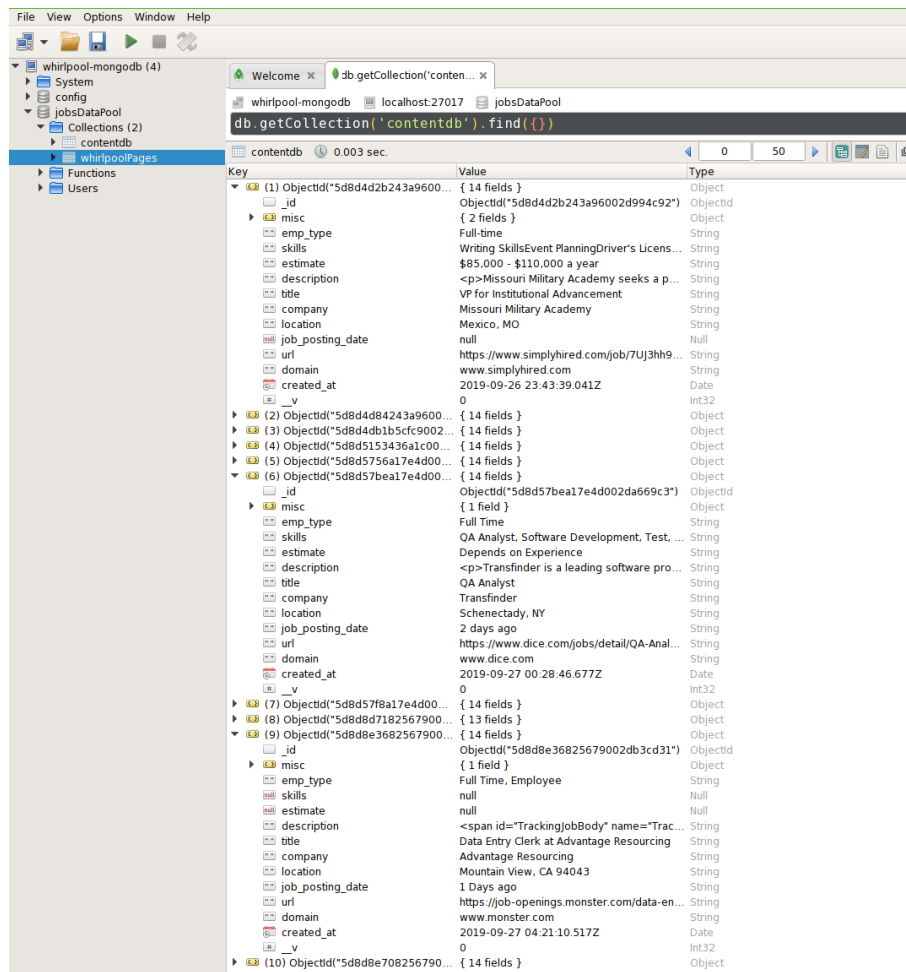 File View Options Window Help
whirlpool-mongodb (4)
System
config
jobsDataPool
Collections (2)
contentdb
whirlpoolPages
Functions
Users
Welcome
db.getCollection('conten...
whirlpool-mongodb localhost:27017 jobsDataPool
db.getCollection('contentdb').find({})
contentdb 0.003 sec. 0 50
Key Value Type
(1) ObjectId("5d8d4d2b243a9600... { 14 fields } Object
_id ObjectId("5d8d4d2b243a96002d994c92") ObjectId
misc { 2 fields } Object
emp_type Full-time String
skills Writing SkillsEvent PlanningDriver's Licens... String
estimate $85,000 - $110,000 a year String
description <p>Missouri Military Academy seeks a p... String
title VP for Institutional Advancement String
company Missouri Military Academy String
location Mexico, MO String
job_posting_date null Null
url https://www.simplyhired.com/job/7UJ3hh9... String
domain www.simplyhired.com String
created_at 2019-09-26 23:43:39.041Z Date
__v 0 Int32
(2) ObjectId("5d8d4d84243a9600... { 14 fields } Object
(3) ObjectId("5d8d4db1b5cfc9002... { 14 fields } Object
(4) ObjectId("5d8d5153436a1c00... { 14 fields } Object
(5) ObjectId("5d8d5756a17e4d00... { 14 fields } Object
(6) ObjectId("5d8d57bea17e4d00... { 14 fields } Object
_id ObjectId("5d8d57bea17e4d002da669c3") ObjectId
misc { 1 field } Object
emp_type Full Time String
skills QA Analyst, Software Development, Test, ... String
estimate Depends on Experience String
description <p>Transfinder is a leading software pro... String
title QA Analyst String
company Transfinder String
location Schenectady, NY String
job_posting_date 2 days ago String
url https://www.dice.com/jobs/detail/QA-Anal... String
domain www.dice.com String
created_at 2019-09-27 00:28:46.677Z Date
__v 0 Int32
(7) ObjectId("5d8d57f8a17e4d00... { 14 fields } Object
(8) ObjectId("5d8d8d7182567900... { 13 fields } Object
(9) ObjectId("5d8d8e3682567900... { 14 fields } Object
_id ObjectId("5d8d8e36825679002db3cd31") ObjectId
misc { 1 field } Object
emp_type Full Time, Employee String
skills null Null
estimate null Null
description <span id="TrackingJobBody" name="Trac... String
title Data Entry Clerk at Advantage Resourcing String
company Advantage Resourcing String
location Mountain View, CA 94043 String
job_posting_date 1 Days ago String
url https://job-openings.monster.com/data-en... String
domain www.monster.com String
created_at 2019-09-27 04:21:10.517Z Date
__v 0 Int32
(10) ObjectId("5d8d8e708256790... { 14 fields } Object